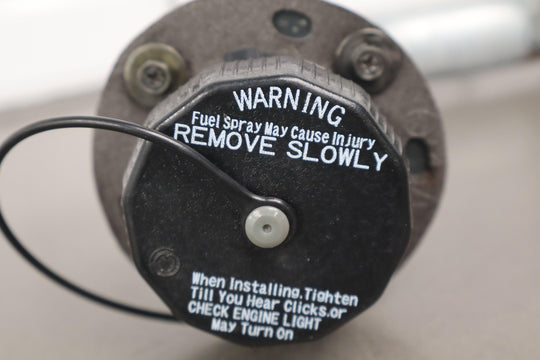 WARNING
Fuel Spray May Cause Injury
REMOVE SLOWLY
When Installing,Tighten
Till You Hear Clicks,or
CHECK ENGINE LIGHT
May Turn On